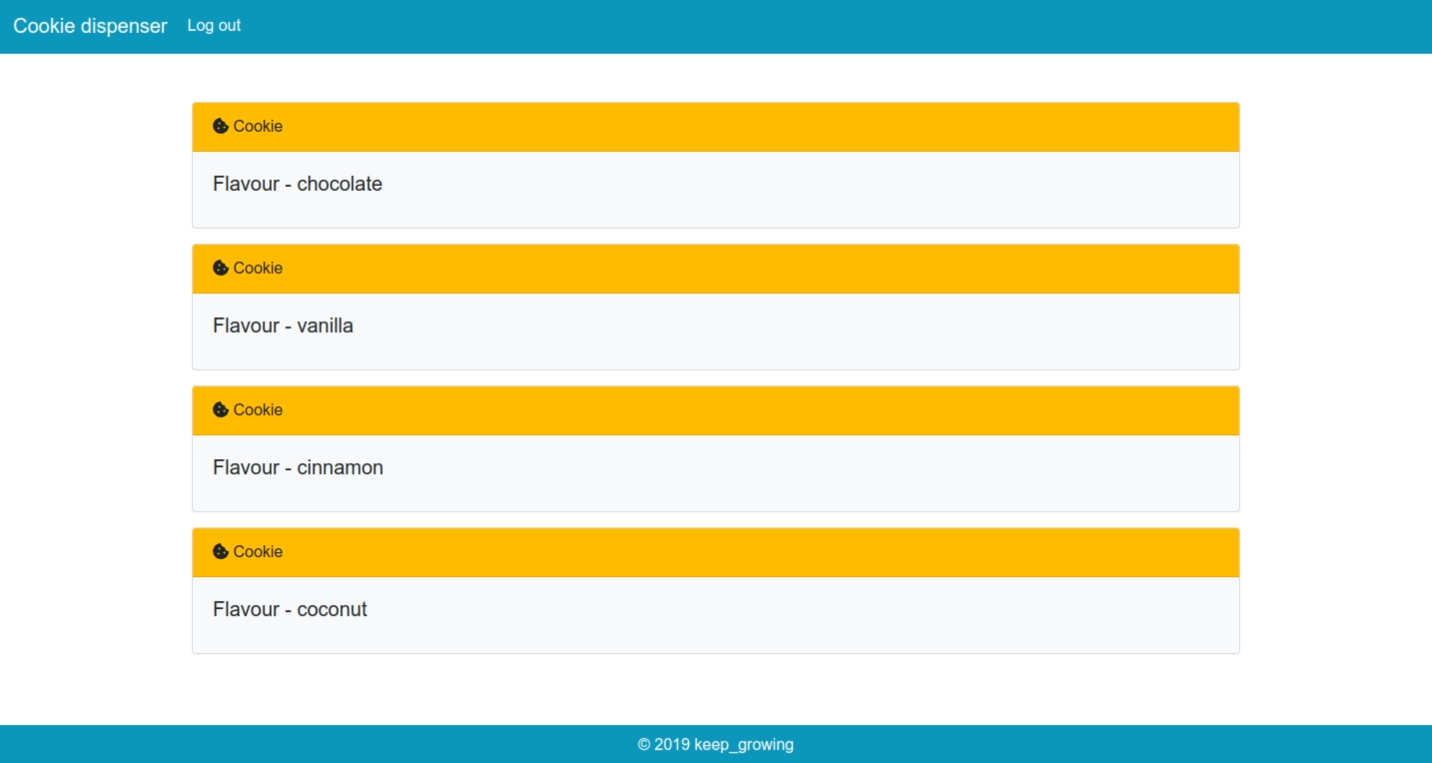 Cookie dispenser Log out
Cookie
Flavour - chocolate
Cookie
Flavour - vanilla
Cookie
Flavour - cinnamon
Cookie
Flavour - coconut
© 2019 keep_growing